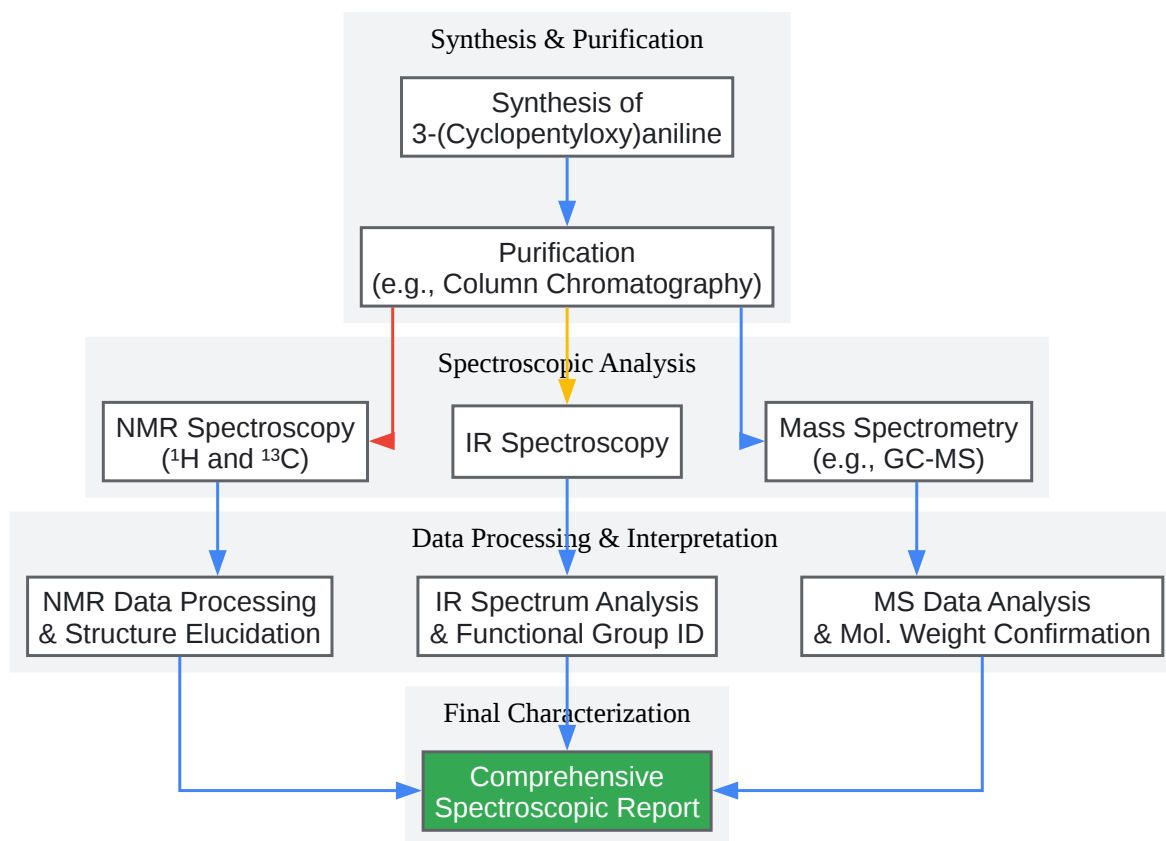 Synthesis & Purification
Synthesis of
3-(Cyclopentyloxy)aniline
Purification
(e.g., Column Chromatography)
Spectroscopic Analysis
NMR Spectroscopy
(¹H and ¹³C)
IR Spectroscopy
Mass Spectrometry
(e.g., GC-MS)
Data Processing & Interpretation
NMR Data Processing
& Structure Elucidation
IR Spectrum Analysis
& Functional Group ID
MS Data Analysis
& Mol. Weight Confirmation
Final Characterization
Comprehensive
Spectroscopic Report